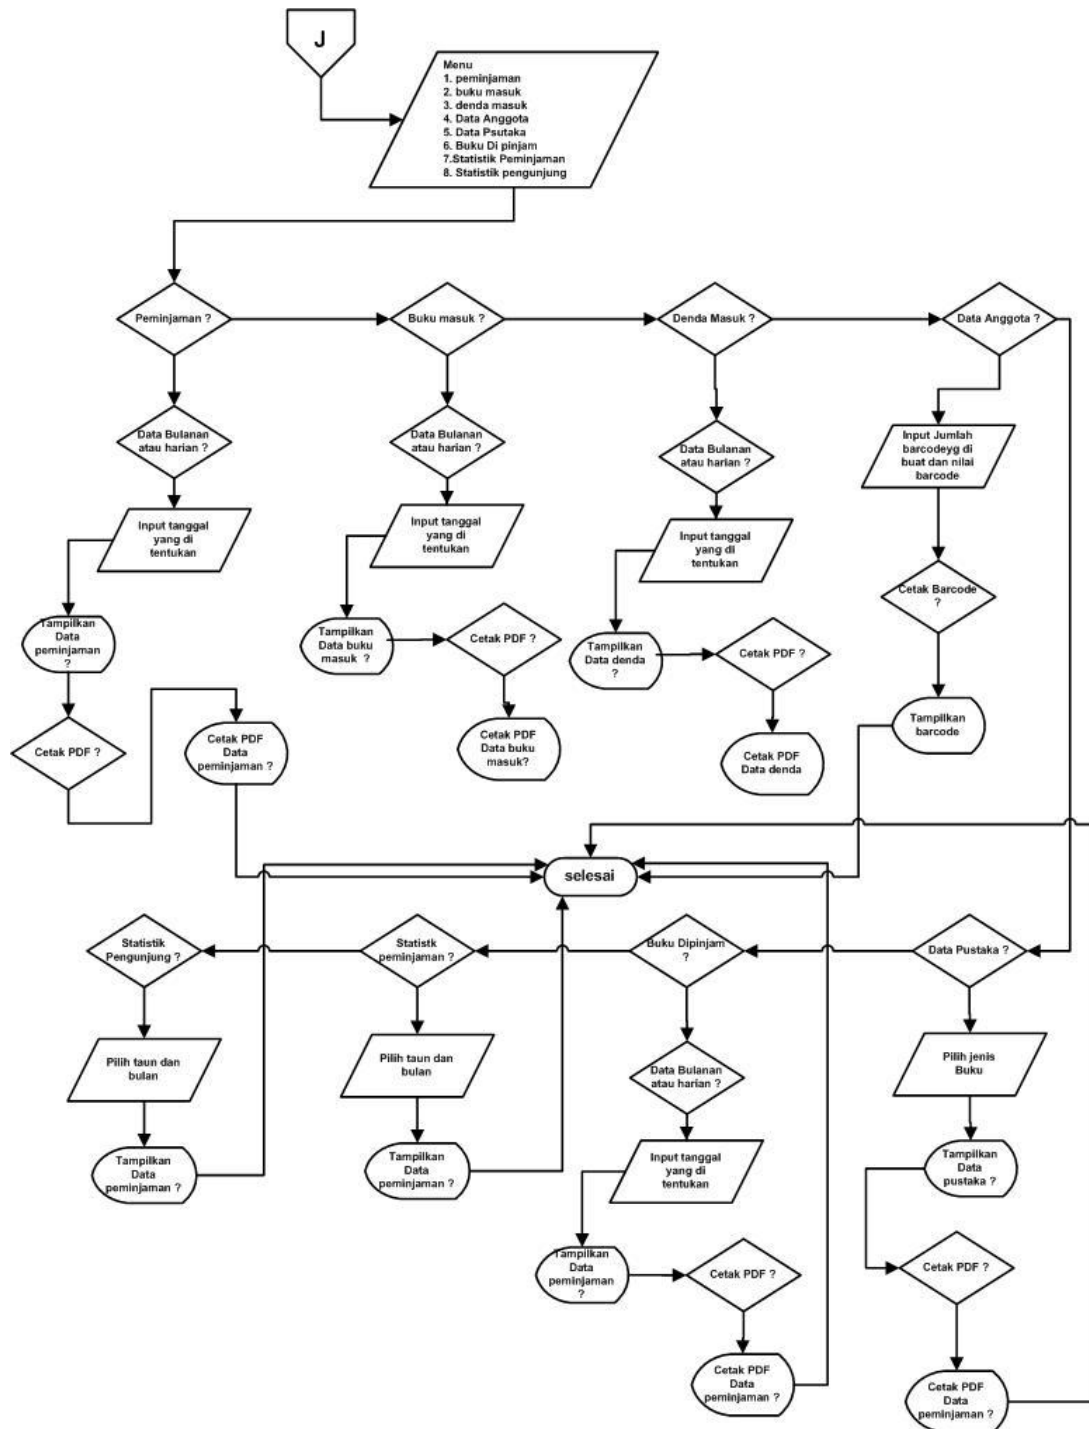 J
Menu
1. peminjaman
2. buku masuk
3. denda masuk
4. Data Anggota
5. Data Psutaka
6. Buku Di pinjam
7.Statistik Peminjaman
8. Statistik pengunjung
Peminjaman ?
Buku masuk ?
Denda Masuk ?
Data Anggota ?
Data Bulanan
atau harian ?
Data Bulanan
atau harian ?
Data Bulanan
atau harian ?
Input Jumlah
barcodeyg di
buat dan nilai
barcode
Input tanggal
yang di
tentukan
Input tanggal
yang di
tentukan
Input tanggal
yang di
tentukan
Cetak Barcode
?
Tampilkan
Data
peminjaman
?
Tampilkan
Data buku
masuk ?
Cetak PDF ?
Tampilkan
Data denda
?
Cetak PDF ?
Tampilkan
barcode
Cetak PDF ?
Cetak PDF
Data
peminjaman ?
Cetak PDF
Data buku
masuk?
Cetak PDF
Data denda
selesai
Statistik
Pengunjung ?
Statistk
peminjaman ?
Buku Dipinjam
?
Data Pustaka ?
Pilih taun dan
bulan
Pilih taun dan
bulan
Data Bulanan
atau harian ?
Pilih jenis
Buku
Tampilkan
Data
peminjaman ?
Tampilkan
Data
peminjaman ?
Input tanggal
yang di
tentukan
Tampilkan
Data
pustaka ?
Tampilkan
Data
peminjaman
?
Cetak PDF ?
Cetak PDF ?
Cetak PDF
Data
peminjaman ?
Cetak PDF
Data
peminjaman ?